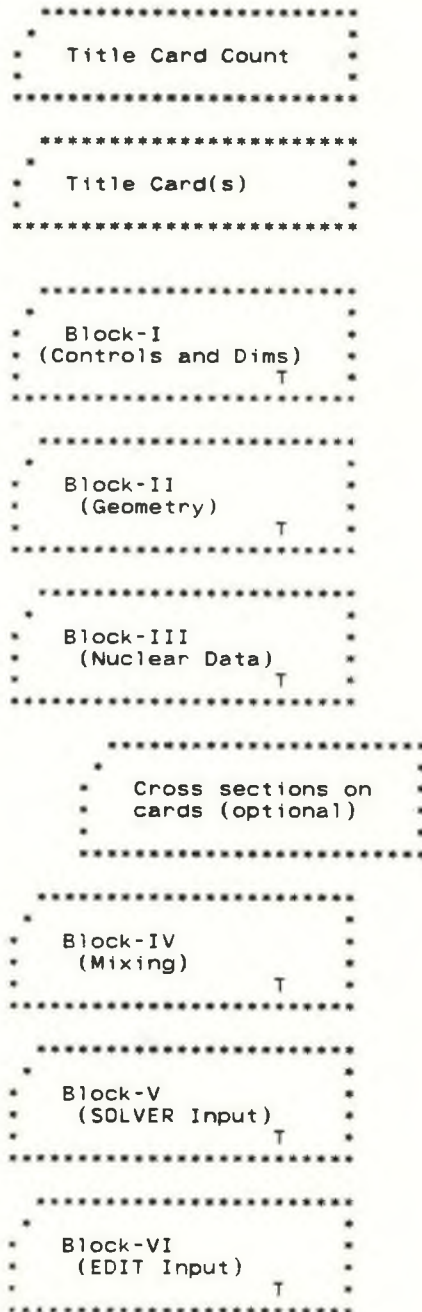 Title Card Count
Title Card(s)
Block-I
(Controls and Dims)
T
Block-II
(Geometry)
T
Block-III
(Nuclear Data)
T
Cross sections on
cards (optional)
Block-IV
(Mixing)
T
Block-V
(SOLVER Input)
T
Block-VI
(EDIT Input)
T